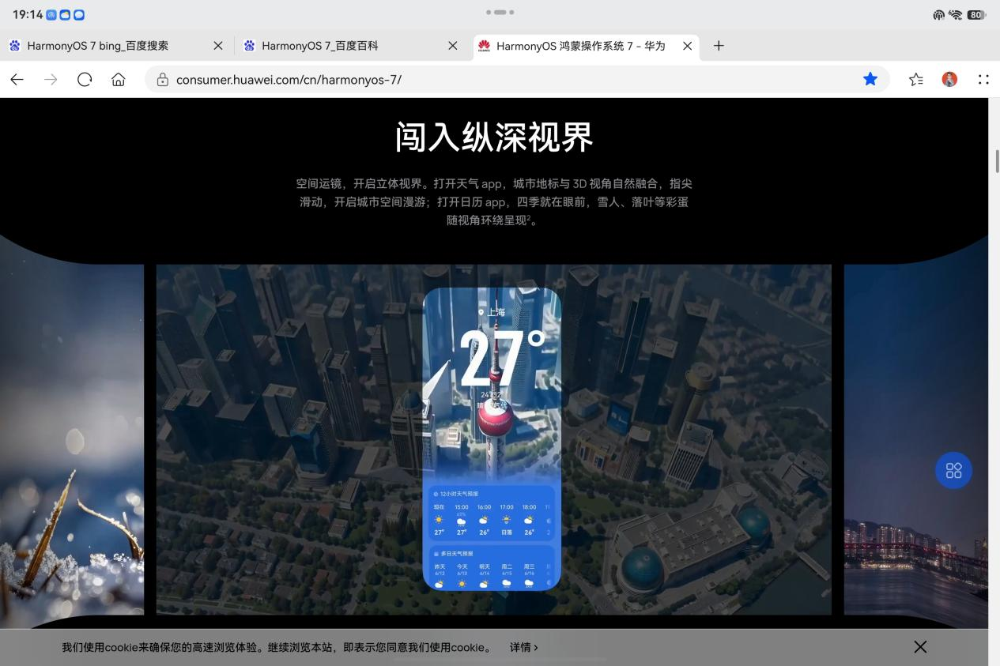 19:14
80
HarmonyOS 7 bing_百度搜索
HarmonyOS 7_百度百科
HUAWEI
HarmonyOS 鸿蒙操作系统 7 - 华为
consumer.huawei.com/cn/harmonyos-7/
闯入纵深视界
空间运镜，开启立体视界。打开天气 app，城市地标与 3D 视角自然融合，指尖
滑动，开启城市空间漫游；打开日历 app，四季就在眼前，雪人、落叶等彩蛋
随视角环绕呈现²。
上海
27°
12小时天气预报
现在 15:00 16:00 17:00 18:00
27° 27° 26° 日落 26°
多日天气预报
昨天 今天 明天 周二 周三
6/12 6/13 6/14 6/15 6/16
我们使用cookie来确保您的高速浏览体验。继续浏览本站，即表示您同意我们使用cookie。 详情 ›